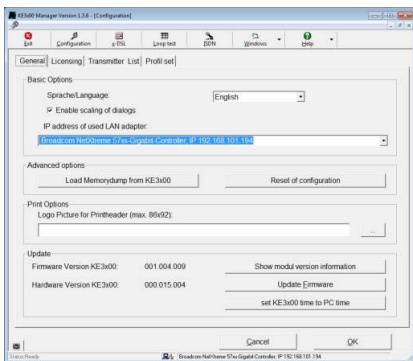 KE3x00 Manager Version 1.3.6 - [Configuration]
Exit Configuration x-DSL Loop test ISDN Windows Help
General Licensing Transmitter List Profil set
Basic Options
Sprache/Language: English
Enable scaling of dialogs
IP address of used LAN adapter:
Broadcom NetXtreme 57xx-Gigabit-Controller, IP 192.168.101.194
Advanced options
Load Memorydump from KE3x00 Reset of configuration
Print Options
Logo Picture for Printheader (max. 86x92):
...
Update
Firmware Version KE3x00: 001.004.009 Show modul version information
Hardware Version KE3x00: 000.015.004 Update Firmware
set KE3x00 time to PC time
Cancel OK
Status Ready Broadcom NetXtreme 57xx-Gigabit-Controller, IP 192.168.101.194